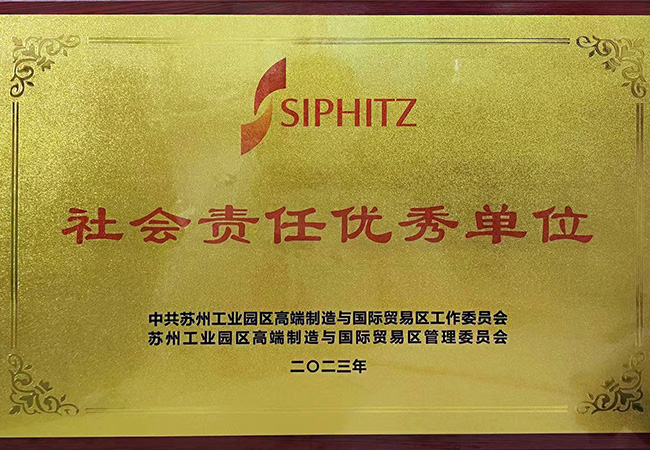 SIPHITZ
社会责任优秀单位
中共苏州工业园区高端制造与国际贸易区工作委员会
苏州工业园区高端制造与国际贸易区管理委员会
二〇二三年